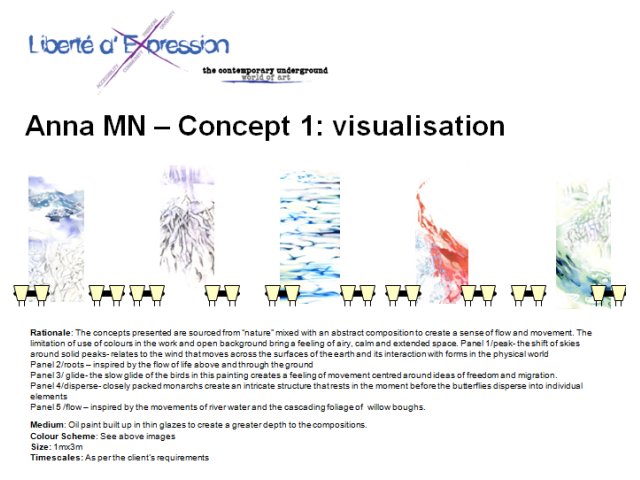 Liberté d'Expression
ACCESSIBILITY
COMMUNITY
FREEDOM
DIVERSITY
the contemporary underground
world of art
Anna MN – Concept 1: visualisation
Rationale: The concepts presented are sourced from "nature" mixed with an abstract composition to create a sense of flow and movement. The
limitation of use of colours in the work and open background bring a feeling of airy, calm and extended space. Panel 1/peak- the shift of skies
around solid peaks- relates to the wind that moves across the surfaces of the earth and its interaction with forms in the physical world
Panel 2/roots – inspired by the flow of life above and through the ground
Panel 3/ glide- the slow glide of the birds in this painting creates a feeling of movement centred around ideas of freedom and migration.
Panel 4/disperse- closely packed monarchs create an intricate structure that rests in the moment before the butterflies disperse into individual
elements
Panel 5 /flow – inspired by the movements of river water and the cascading foliage of  willow boughs.
Medium: Oil paint built up in thin glazes to create a greater depth to the compositions.
Colour Scheme: See above images
Size: 1mx3m
Timescales: As per the client's requirements